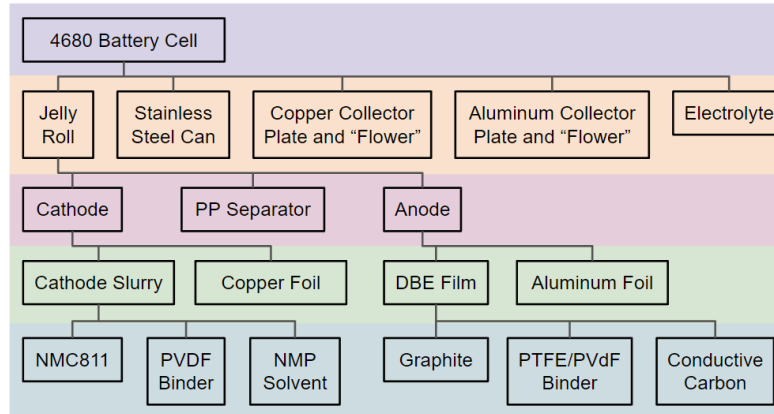 4680 Battery Cell
Jelly
Roll
Stainless
Steel Can
Copper Collector
Plate and “Flower”
Aluminum Collector
Plate and “Flower”
Electrolyte
Cathode
PP Separator
Anode
Cathode Slurry
Copper Foil
DBE Film
Aluminum Foil
NMC811
PVDF
Binder
NMP
Solvent
Graphite
PTFE/PVdF
Binder
Conductive
Carbon